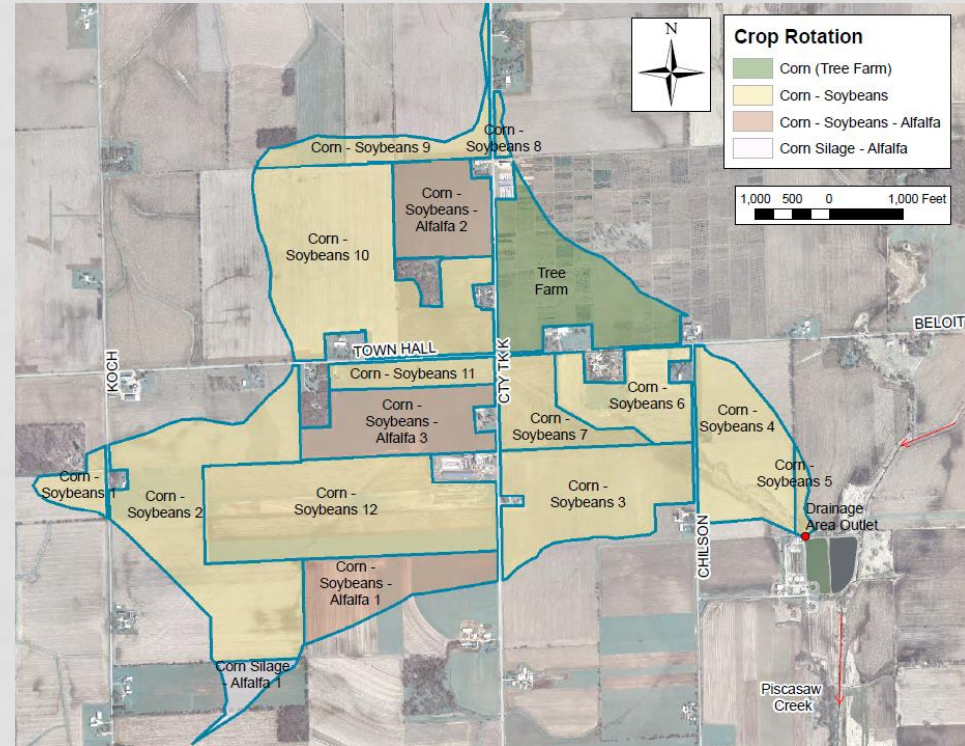 N
Crop Rotation
Corn (Tree Farm)
Corn - Soybeans
Corn - Soybeans - Alfalfa
Corn Silage - Alfalfa
1,000 500 0 1,000 Feet
Corn -
Soybeans 8
Corn - Soybeans 9
Corn -
Soybeans -
Alfalfa 2
Corn -
Soybeans 10
Tree
Farm
BELOIT
TOWN HALL
KOCH
CTY TK K
Corn - Soybeans 11
Corn -
Soybeans -
Alfalfa 3
Corn -
Soybeans 6
Corn -
Soybeans 7
Corn -
Soybeans 4
Corn -
Soybeans 5
Corn -
Soybeans 1
Corn -
Soybeans 2
Corn -
Soybeans 12
Corn -
Soybeans 3
Drainage
Area Outlet
CHILSON
Corn -
Soybeans -
Alfalfa 1
Corn Silage
- Alfalfa 1
Piscasaw
Creek